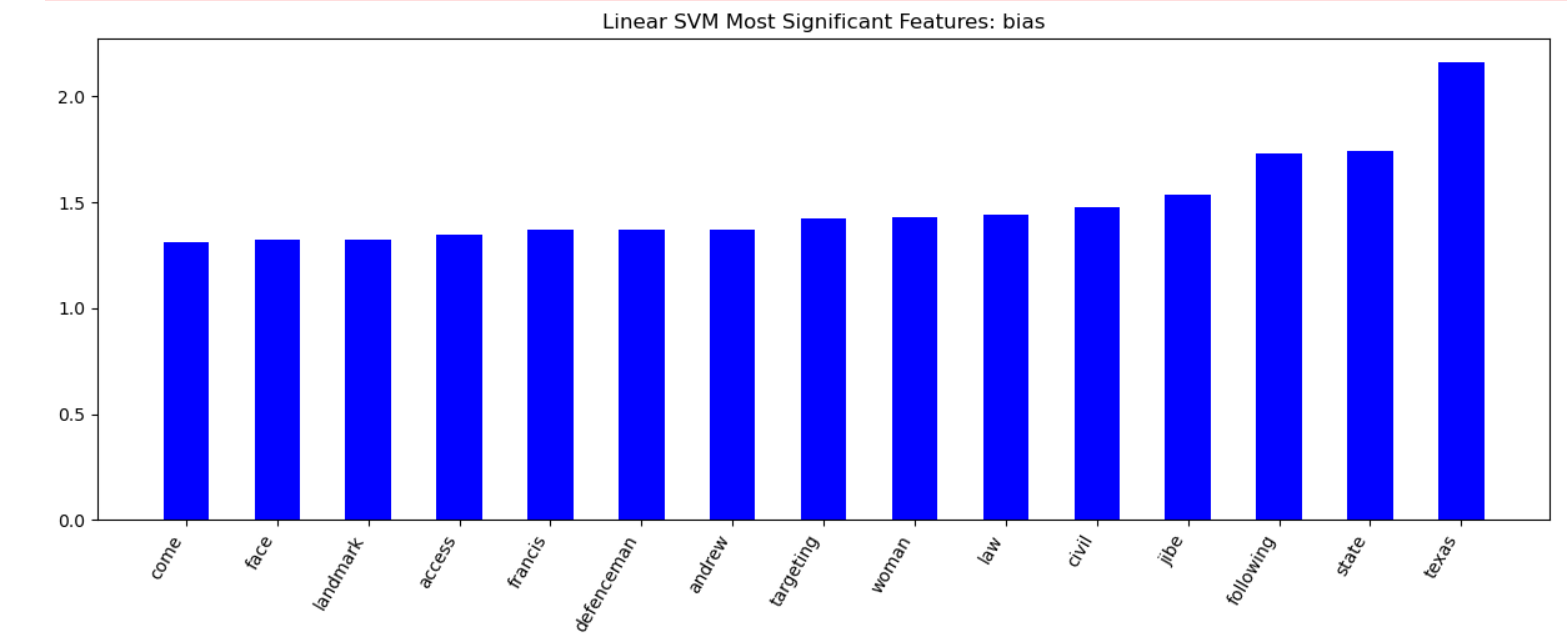 Linear SVM Most Significant Features: bias
2.0
1.5
1.0
0.5
0.0
come
face
landmark
access
francis
defenceman
andrew
targeting
woman
law
civil
jibe
following
state
texas